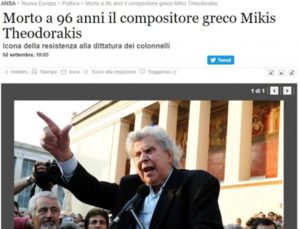 ANSA > Nuova Europa > Politica > Morto a 96 anni il compositore greco Mikis Theodorakis
Morto a 96 anni il compositore greco Mikis Theodorakis
Icona della resistenza alla dittatura dei colonnelli
02 settembre, 10:03
Indietro
Stampa
Invia
Scrivi alla redazione
Suggerisci ()
1 di 1